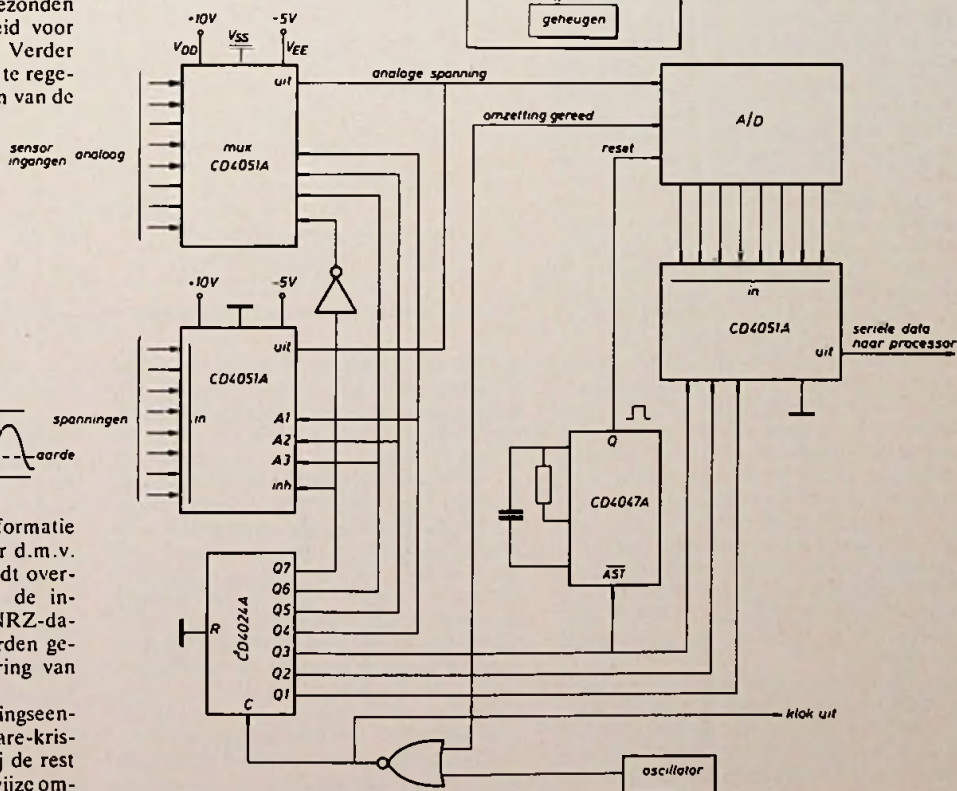 ezonden
eid voor
Verder
te rege-
n van de
geheugen
+10V
-5V
VDD
VSS
VEE
uit
analoge spanning
omzetting gereed
reset
A/D
sensor
ingangen analoog
mux
CD4051A
+10V
-5V
uit
CD4051A
in
spanningen
A1
A2
A3
inh
aarde
in
CD4051A
uit
seriele data
naar processor
Q
CD4047A
AST
formatie
r d.m.v.
dt over-
de in-
NRZ-da-
rden ge-
ring van
ingseen-
are-kris-
j de rest
ijze om-
Q7
Q6
Q5
Q4
Q3
Q2
Q1
R
CD4024A
C
klok uit
oscillator